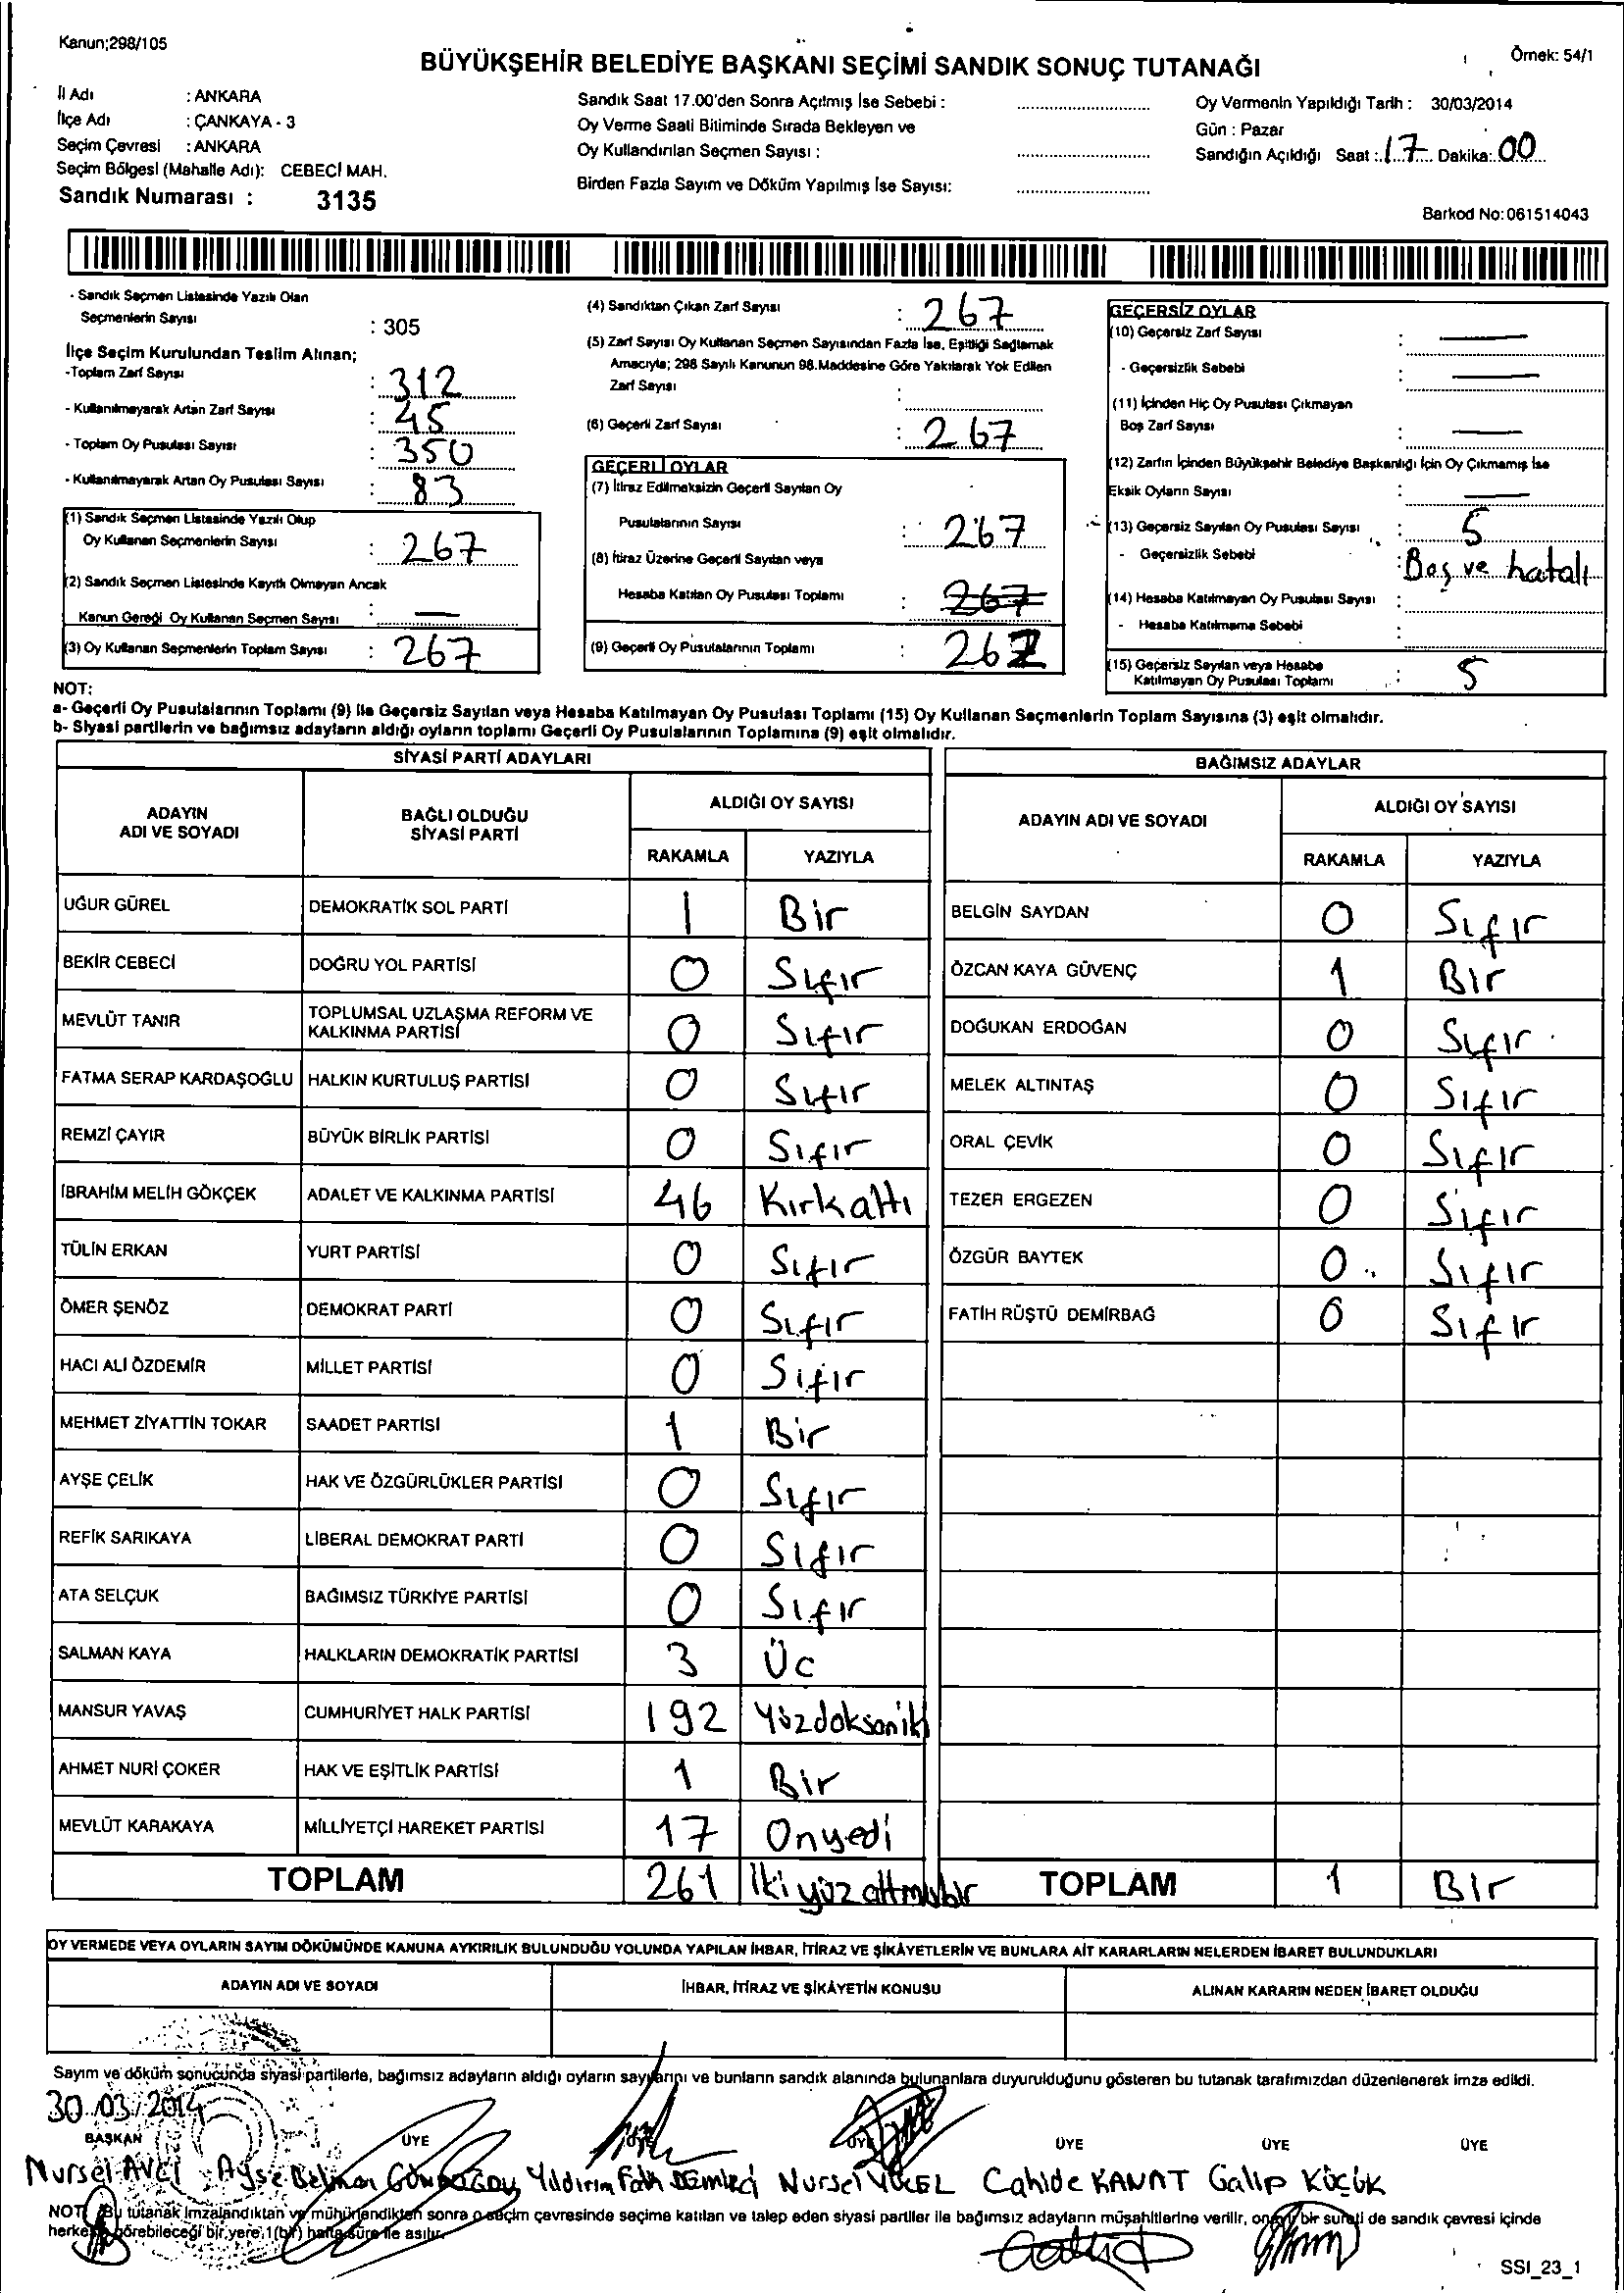 Kanun;298/105
Örnek: 54/1
BÜYÜKŞEHİR BELEDİYE BAŞKANI SEÇİMİ SANDIK SONUÇ TUTANAĞI
İl Adı : ANKARA
İlçe Adı : ÇANKAYA - 3
Seçim Çevresi : ANKARA
Seçim Bölgesi (Mahalle Adı): CEBECİ MAH.
Sandık Numarası : 3135
Sandık Saat 17.00'den Sonra Açılmış İse Sebebi :
Oy Verme Saati Bitiminde Sırada Bekleyen ve
Oy Kullandırılan Seçmen Sayısı :
Birden Fazla Sayım ve Döküm Yapılmış İse Sayısı:
Oy Vermenin Yapıldığı Tarih : 30/03/2014
Gün : Pazar
Sandığın Açıldığı Saat : 17 Dakika: 00
Barkod No: 061514043
- Sandık Seçmen Listesinde Yazılı Olan
Seçmenlerin Sayısı : 305
İlçe Seçim Kurulundan Teslim Alınan;
-Toplam Zarf Sayısı : 312
- Kullanılmayarak Artan Zarf Sayısı : 45
- Toplam Oy Pusulası Sayısı : 350
- Kullanılmayarak Artan Oy Pusulası Sayısı : 83
(1) Sandık Seçmen Listesinde Yazılı Olup
Oy Kullanan Seçmenlerin Sayısı : 267
(2) Sandık Seçmen Listesinde Kayıtlı Olmayan Ancak
Kanun Gereği Oy Kullanan Seçmen Sayısı : —
(3) Oy Kullanan Seçmenlerin Toplam Sayısı : 267
(4) Sandıktan Çıkan Zarf Sayısı : 267
(5) Zarf Sayısı Oy Kullanan Seçmen Sayısından Fazla İse, Eşitliği Sağlamak
Amacıyla; 298 Sayılı Kanunun 98.Maddesine Göre Yakılarak Yok Edilen
Zarf Sayısı :
(6) Geçerli Zarf Sayısı : 267
GEÇERLİ OYLAR
(7) İtiraz Edilmeksizin Geçerli Sayılan Oy
Pusulalarının Sayısı : 267
(8) İtiraz Üzerine Geçerli Sayılan veya
Hesaba Katılan Oy Pusulası Toplamı : 267
(9) Geçerli Oy Pusulalarının Toplamı : 262
GEÇERSİZ OYLAR
(10) Geçersiz Zarf Sayısı : —
- Geçersizlik Sebebi : —
(11) İçinden Hiç Oy Pusulası Çıkmayan
Boş Zarf Sayısı : —
(12) Zarfın İçinden Büyükşehir Belediye Başkanlığı İçin Oy Çıkmamış İse
Eksik Oyların Sayısı : —
(13) Geçersiz Sayılan Oy Pusulası Sayısı : 5
- Geçersizlik Sebebi : Boş ve hatalı
(14) Hesaba Katılmayan Oy Pusulası Sayısı :
- Hesaba Katılmama Sebebi :
(15) Geçersiz Sayılan veya Hesaba
Katılmayan Oy Pusulası Toplamı : 5
NOT:
a- Geçerli Oy Pusulalarının Toplamı (9) ile Geçersiz Sayılan veya Hesaba Katılmayan Oy Pusulası Toplamı (15) Oy Kullanan Seçmenlerin Toplam Sayısına (3) eşit olmalıdır.
b- Siyasi partilerin ve bağımsız adayların aldığı oyların toplamı Geçerli Oy Pusulalarının Toplamına (9) eşit olmalıdır.
SİYASİ PARTİ ADAYLARI
ADAYIN ADI VE SOYADI BAĞLI OLDUĞU SİYASİ PARTİ ALDIĞI OY SAYISI
RAKAMLA YAZIYLA
UĞUR GÜREL DEMOKRATİK SOL PARTİ 1 Bir
BEKİR CEBECİ DOĞRU YOL PARTİSİ 0 Sıfır
MEVLÜT TANIR TOPLUMSAL UZLAŞMA REFORM VE KALKINMA PARTİSİ 0 Sıfır
FATMA SERAP KARDAŞOĞLU HALKIN KURTULUŞ PARTİSİ 0 Sıfır
REMZİ ÇAYIR BÜYÜK BİRLİK PARTİSİ 0 Sıfır
İBRAHİM MELİH GÖKÇEK ADALET VE KALKINMA PARTİSİ 46 Kırkaltı
TÜLİN ERKAN YURT PARTİSİ 0 Sıfır
ÖMER ŞENÖZ DEMOKRAT PARTİ 0 Sıfır
HACI ALİ ÖZDEMİR MİLLET PARTİSİ 0 Sıfır
MEHMET ZİYATTİN TOKAR SAADET PARTİSİ 1 Bir
AYŞE ÇELİK HAK VE ÖZGÜRLÜKLER PARTİSİ 0 Sıfır
REFİK SARIKAYA LİBERAL DEMOKRAT PARTİ 0 Sıfır
ATA SELÇUK BAĞIMSIZ TÜRKİYE PARTİSİ 0 Sıfır
SALMAN KAYA HALKLARIN DEMOKRATİK PARTİSİ 3 Üc
MANSUR YAVAŞ CUMHURİYET HALK PARTİSİ 192 Yüzdoksaniki
AHMET NURİ ÇOKER HAK VE EŞİTLİK PARTİSİ 1 Bir
MEVLÜT KARAKAYA MİLLİYETÇİ HAREKET PARTİSİ 17 Onyedi
TOPLAM 261 İkiyüzaltmışbir
BAĞIMSIZ ADAYLAR
ADAYIN ADI VE SOYADI ALDIĞI OY SAYISI
RAKAMLA YAZIYLA
BELGİN SAYDAN 0 Sıfır
ÖZCAN KAYA GÜVENÇ 1 Bir
DOĞUKAN ERDOĞAN 0 Sıfır
MELEK ALTINTAŞ 0 Sıfır
ORAL ÇEVİK 0 Sıfır
TEZER ERGEZEN 0 Sıfır
ÖZGÜR BAYTEK 0 Sıfır
FATİH RÜŞTÜ DEMİRBAĞ 0 Sıfır
TOPLAM 1 Bir
OY VERMEDE VEYA OYLARIN SAYIM DÖKÜMÜNDE KANUNA AYKIRILIK BULUNDUĞU YOLUNDA YAPILAN İHBAR, İTİRAZ VE ŞİKÂYETLERİN VE BUNLARA AİT KARARLARIN NELERDEN İBARET BULUNDUKLARI
ADAYIN ADI VE SOYADI İHBAR, İTİRAZ VE ŞİKÂYETİN KONUSU ALINAN KARARIN NEDEN İBARET OLDUĞU
Sayım ve döküm sonucunda siyasi partilerle, bağımsız adayların aldığı oyların sayılarını ve bunların sandık alanında bulunanlara duyurulduğunu gösteren bu tutanak tarafımızdan düzenlenerek imza edildi.
30/03/2014
BAŞKAN ÜYE ÜYE ÜYE ÜYE ÜYE ÜYE
Nursel AVCI Ayşe GÜNDOĞDU Yıldırım Fatih DEMİRCİ Nursel YÜCEL Cahide KANAT Galip KÜÇÜK
NOT: Bu tutanak imzalandıktan ve mühürlendikten sonra o seçim çevresinde seçime katılan ve talep eden siyasi partiler ile bağımsız adayların müşahitlerine verilir, onaylı bir sureti de sandık çevresi içinde
herkesin görebileceği bir yere,1(bir) hafta süre ile asılır.
SSI_23_1